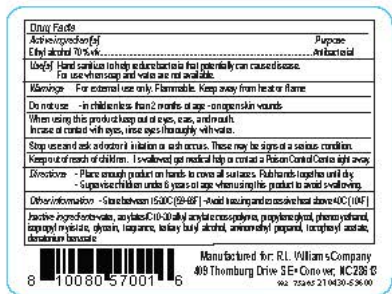 Drug Facts
Active ingredient[s] Purpose
Ethyl alcohol 70% v/v Antibacterial
Use[s] Hand sanitizer to help reduce bacteria that potentially can cause disease.
For use when soap and water are not available.
Warnings For external use only. Flammable. Keep away from heat or flame
Do not use - in children less than 2 months of age - on open skin wounds
When using this product keep out of eyes, ears, and mouth.
In case of contact with eyes, rinse eyes thoroughly with water.
Stop use and ask a doctor if irritation or rash occurs. These may be signs of a serious condition.
Keep out of reach of children. If swallowed, get medical help or contact a Poison Control Center right away.
Directions - Place enough product on hands to cover all surfaces. Rub hands together until dry.
- Supervise children under 6 years of age when using this product to avoid swallowing.
Other information - Store between 15-30C (59-86F) - Avoid freezing and excessive heat above 40C (104F)
Inactive ingredients water, acrylates/C10-30 alkyl acrylate crosspolymer, propylene glycol, phenoxyethanol,
isopropyl myristate, glycerin, fragrance, tertiary butyl alcohol, aminomethyl propanol, tocopheryl acetate,
denatonium benzoate
8 10080 57001 6
Manufactured for: R.L. Williams Company
409 Thornburg Drive SE • Conover, NC 28613